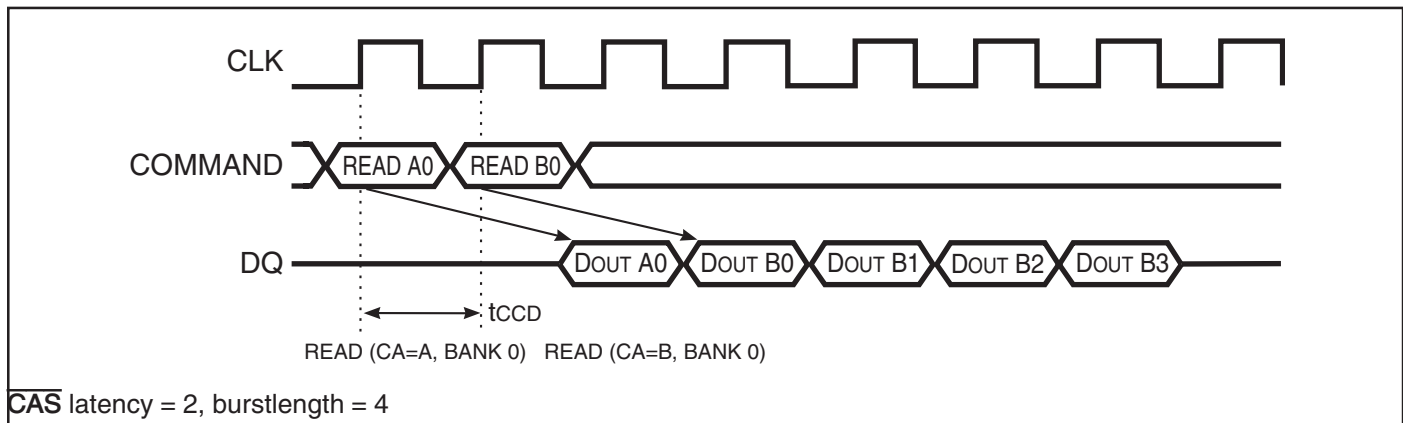 CLK
COMMAND READ A0 READ B0
DQ DOUT A0 DOUT B0 DOUT B1 DOUT B2 DOUT B3
tCCD
READ (CA=A, BANK 0) READ (CA=B, BANK 0)
CAS latency = 2, burstlength = 4